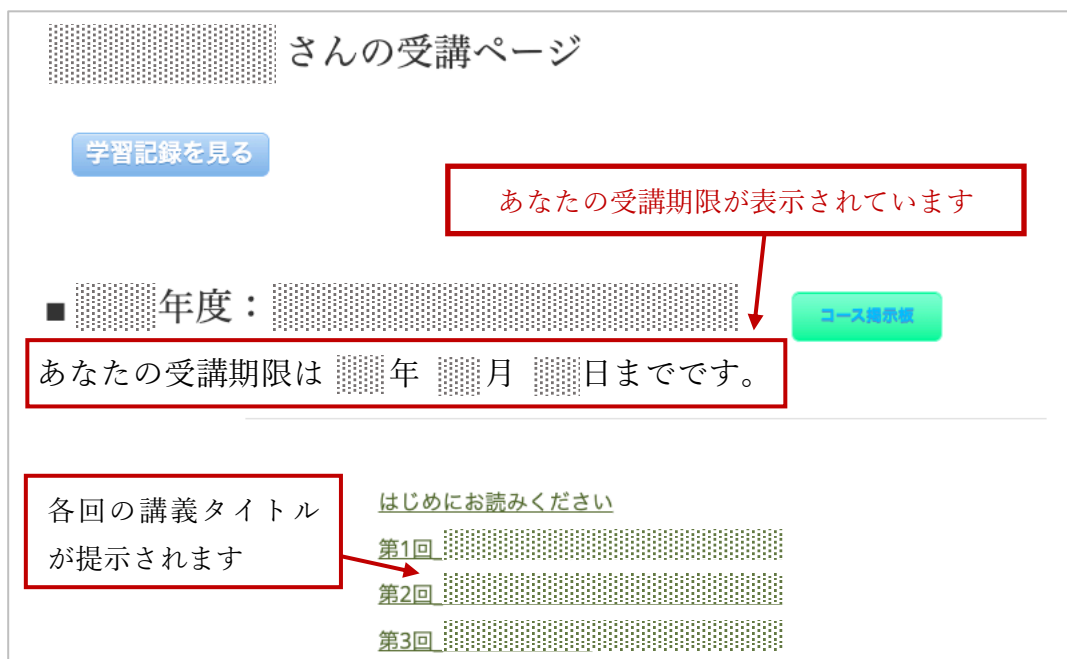 さんの受講ページ
学習記録を見る
あなたの受講期限が表示されています
■ 年度：
コース掲示板
あなたの受講期限は 年 月 日までです。
各回の講義タイトル
が提示されます
はじめにお読みください
第1回_
第2回_
第3回_